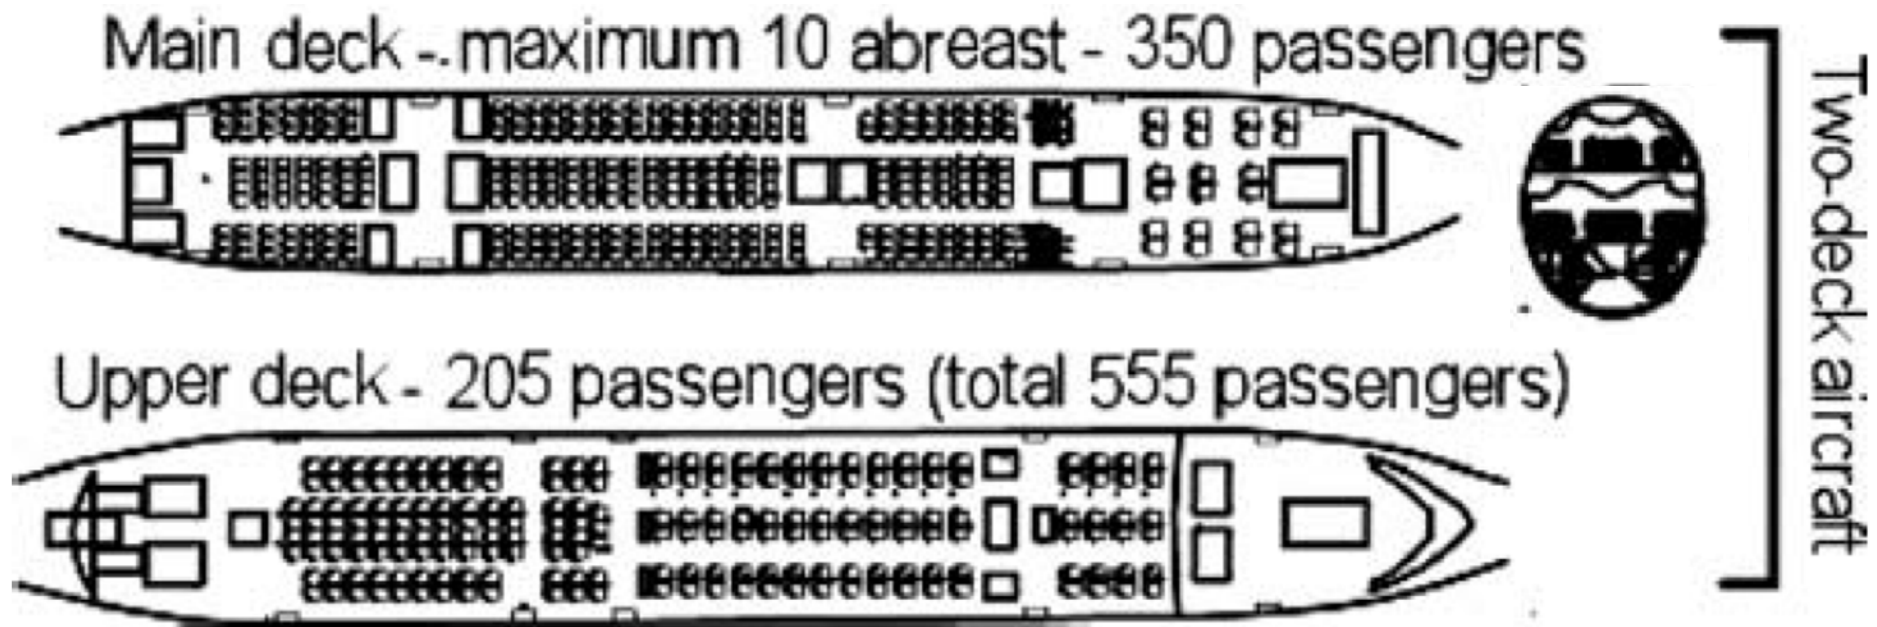 Main deck - maximum 10 abreast - 350 passengers
Upper deck - 205 passengers (total 555 passengers)
Two-deck aircraft